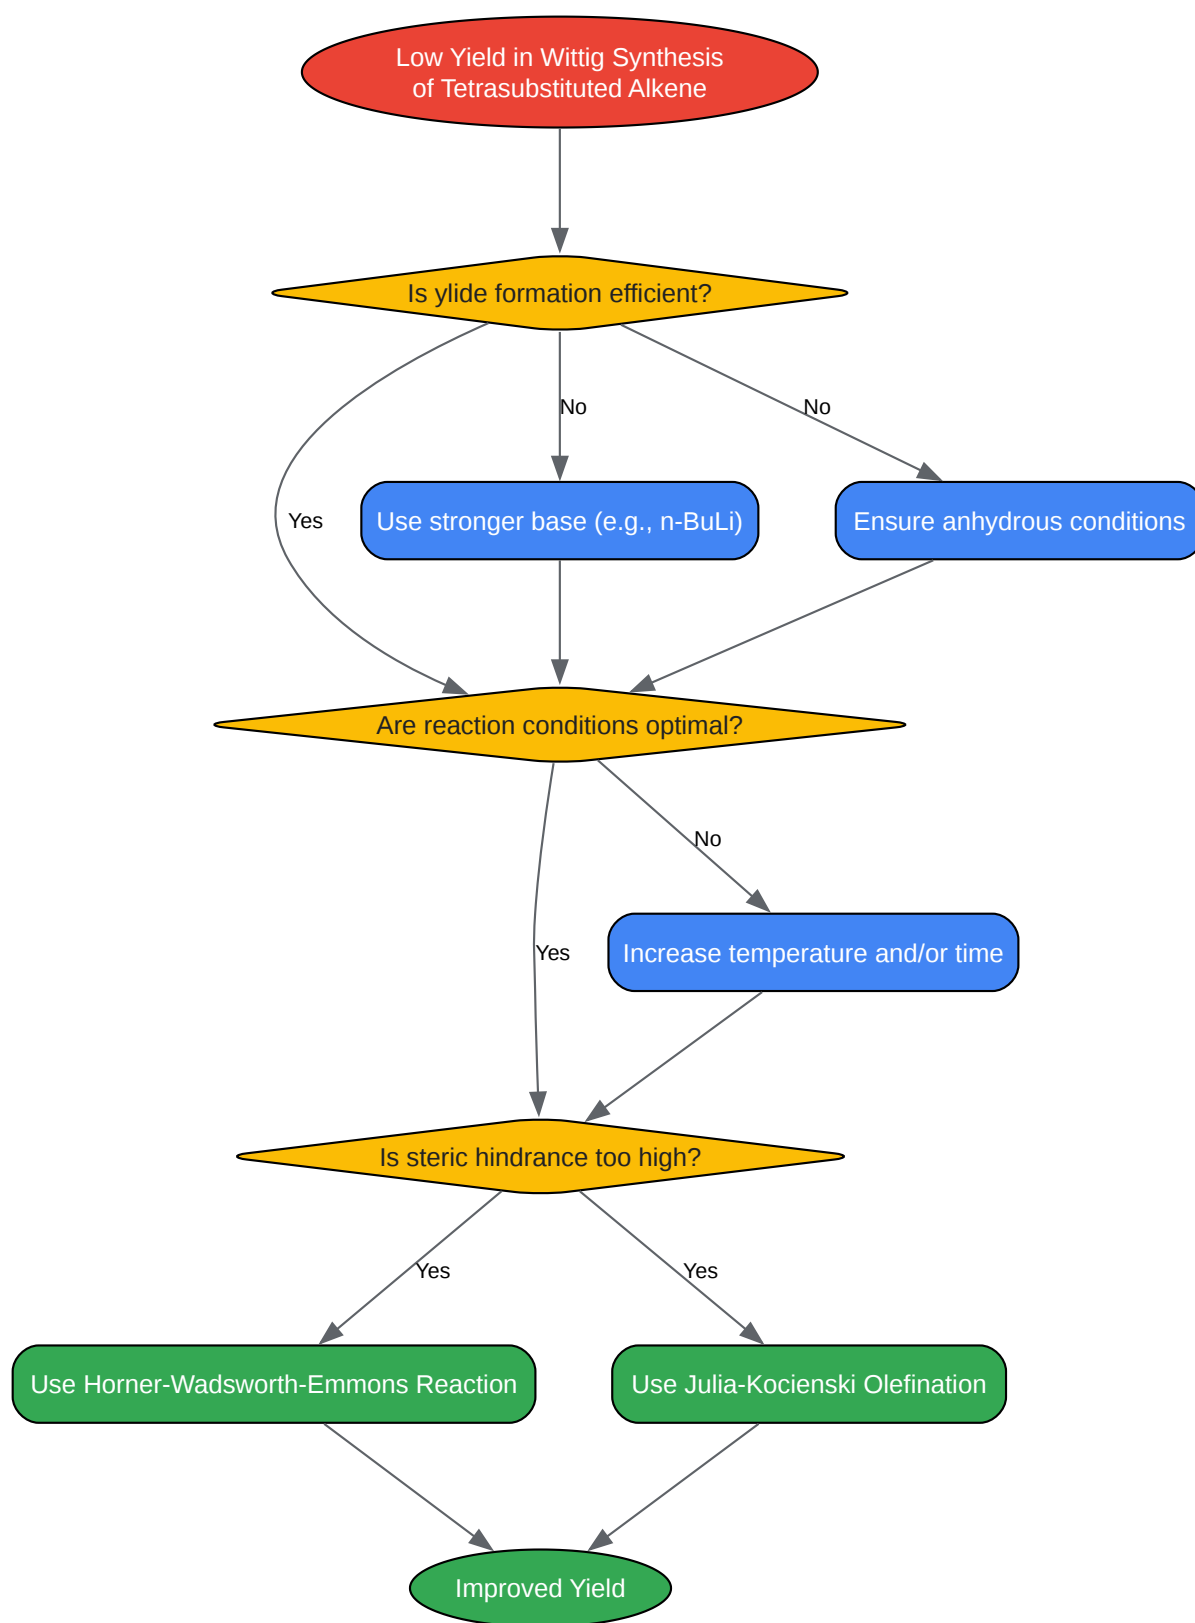 Low Yield in Wittig Synthesis
of Tetrasubstituted Alkene
Is ylide formation efficient?
No
No
Yes
Use stronger base (e.g., n-BuLi)
Ensure anhydrous conditions
Are reaction conditions optimal?
No
Yes
Increase temperature and/or time
Is steric hindrance too high?
Yes
Yes
Use Horner-Wadsworth-Emmons Reaction
Use Julia-Kocienski Olefination
Improved Yield